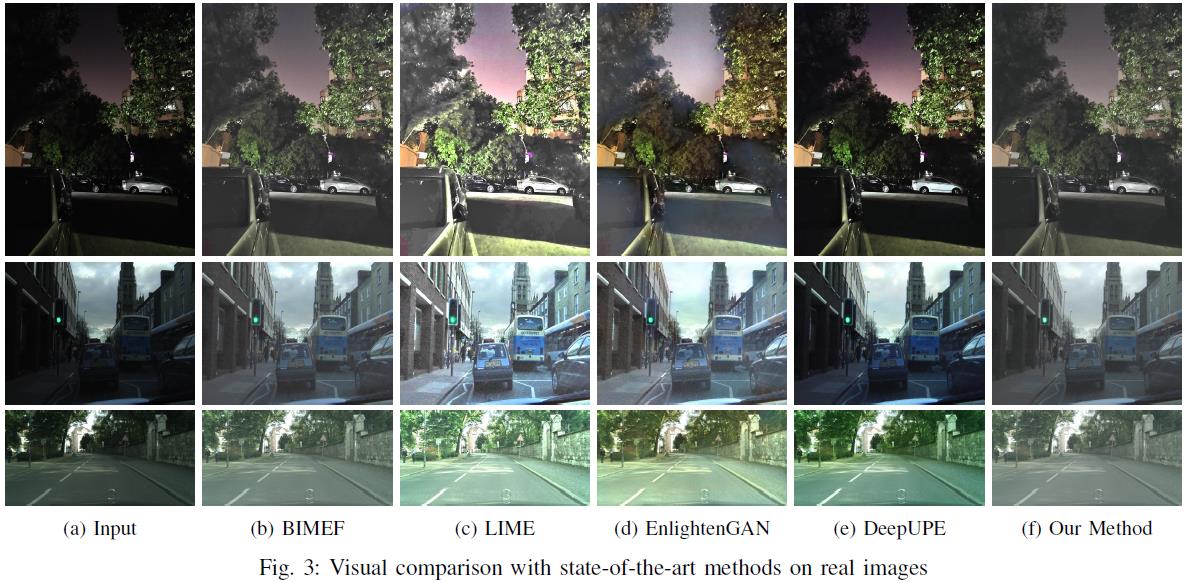 (a) Input
(b) BIMEF
(c) LIME
(d) EnlightenGAN
(e) DeepUPE
(f) Our Method
Fig. 3: Visual comparison with state-of-the-art methods on real images